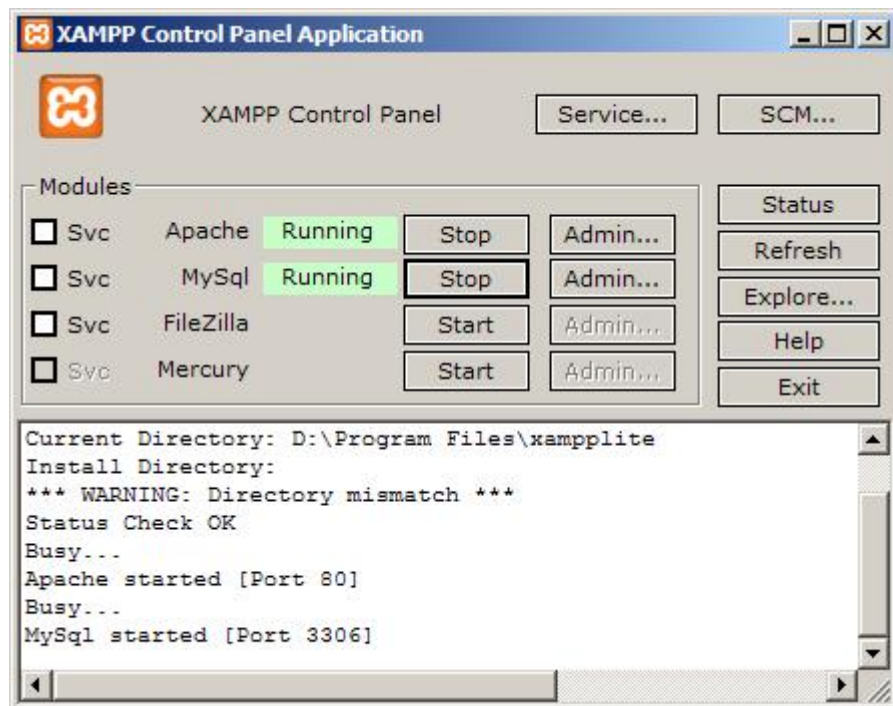 XAMPP Control Panel Application
XAMPP Control Panel Service... SCM...
Modules
Svc Apache Running Stop Admin...
Svc MySql Running Stop Admin...
Svc FileZilla Start Admin...
Svc Mercury Start Admin...
Status
Refresh
Explore...
Help
Exit
Current Directory: D:\Program Files\xampplite
Install Directory:
*** WARNING: Directory mismatch ***
Status Check OK
Busy...
Apache started [Port 80]
Busy...
MySql started [Port 3306]